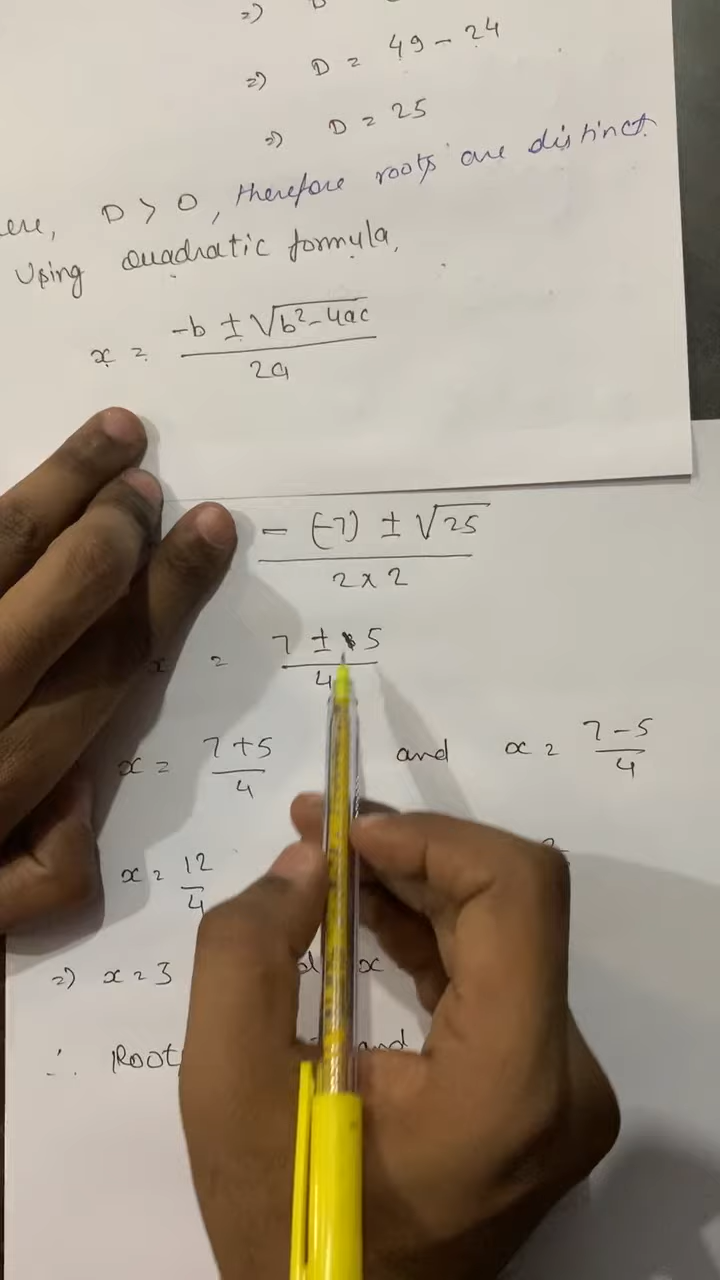 =) D
=) D = 49 - 24
=) D = 25
D > 0, therefore roots are distinct.
Using quadratic formula,
x = -b ± √b²-4ac / 2a
- (-7) ± √25 / 2 x 2
x = 7 ± 5 / 4
x = 7+5 / 4 and x = 7-5 / 4
x = 12 / 4
=) x = 3 x
∴ Root and